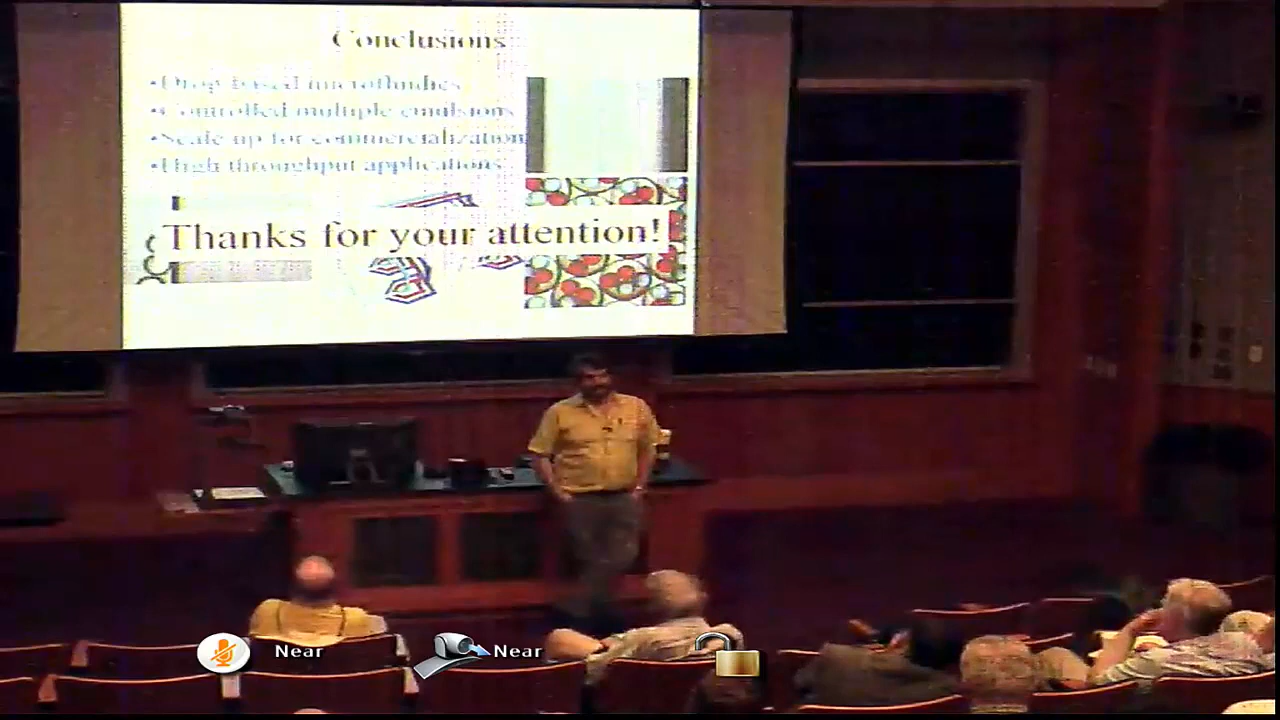 Conclusions
•Drop based microfluidics
•Controlled multiple emulsions
•Scale up for commercialization
•High throughput applications
Thanks for your attention!
Near
Near